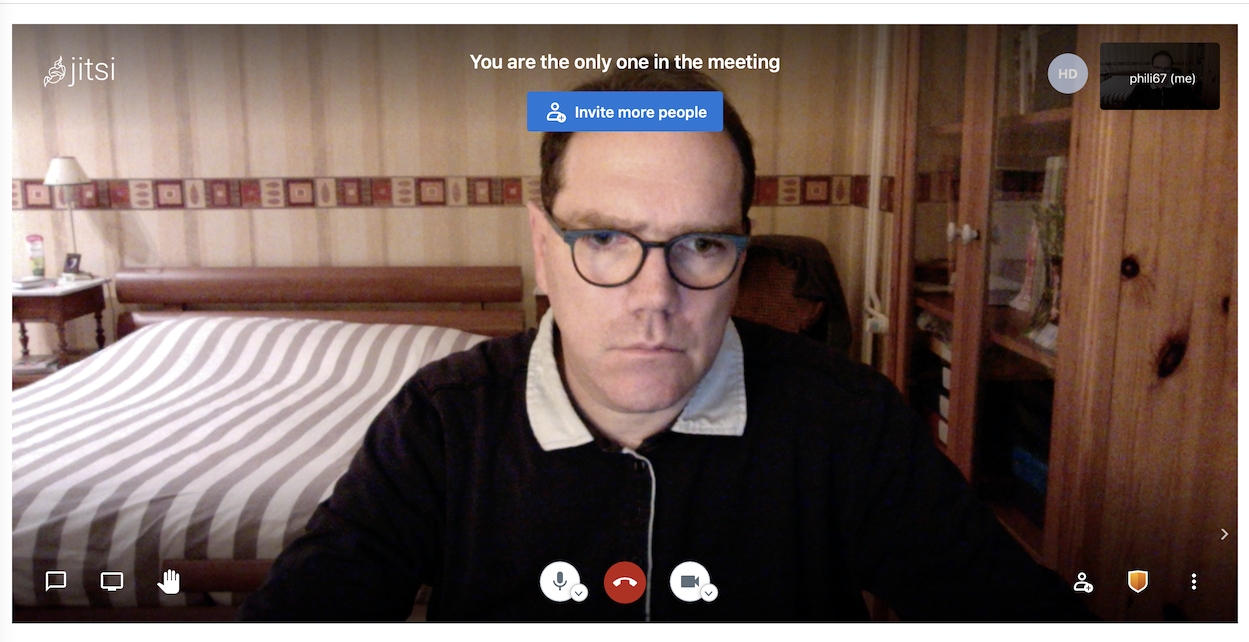 jitsi
You are the only one in the meeting
Invite more people
HD
phili67 (me)